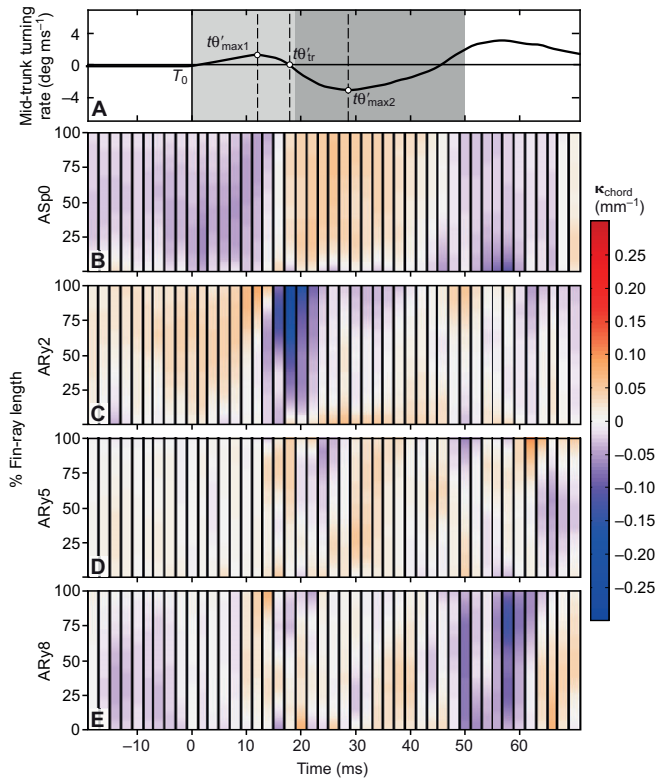 Mid-trunk turning
rate (deg ms⁻¹)
4
0
−4
T₀
tθ′max1
tθ′tr
tθ′max2
A
% Fin-ray length
ASp0
100
75
50
25
B
ARy2
100
75
50
25
C
ARy5
100
75
50
25
D
ARy8
100
75
50
25
0
E
−10 0 10 20 30 40 50 60
Time (ms)
κchord
(mm⁻¹)
0.25
0.20
0.15
0.10
0.05
0
−0.05
−0.10
−0.15
−0.20
−0.25